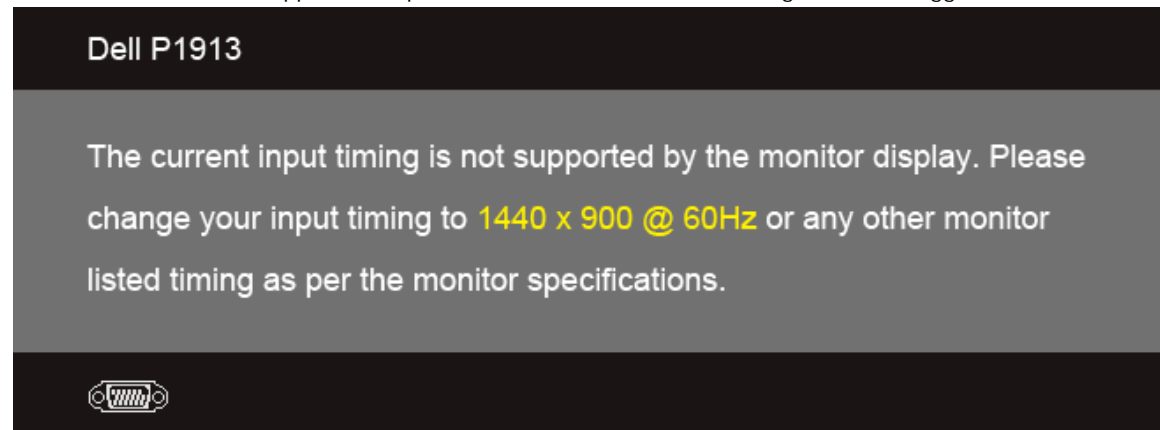 Dell P1913
The current input timing is not supported by the monitor display. Please
change your input timing to 1440 x 900 @ 60Hz or any other monitor
listed timing as per the monitor specifications.